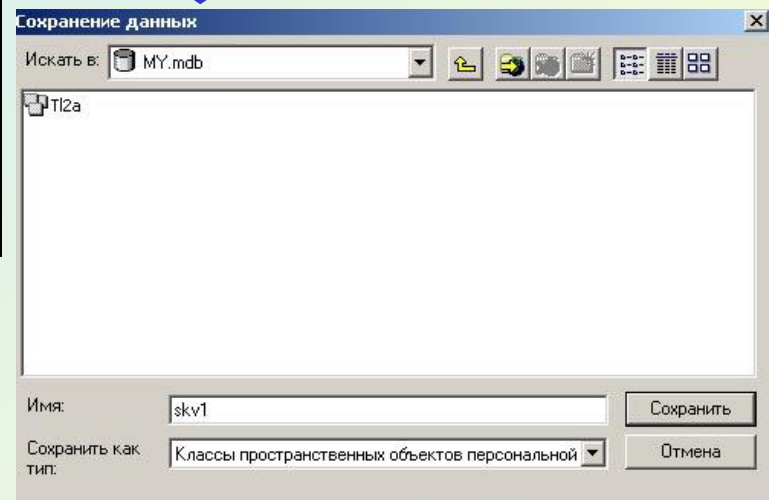 Сохранение данных
Искать в: MY.mdb
Tl2a
Имя: skv1 Сохранить
Сохранить как тип: Классы пространственных объектов персональной Отмена